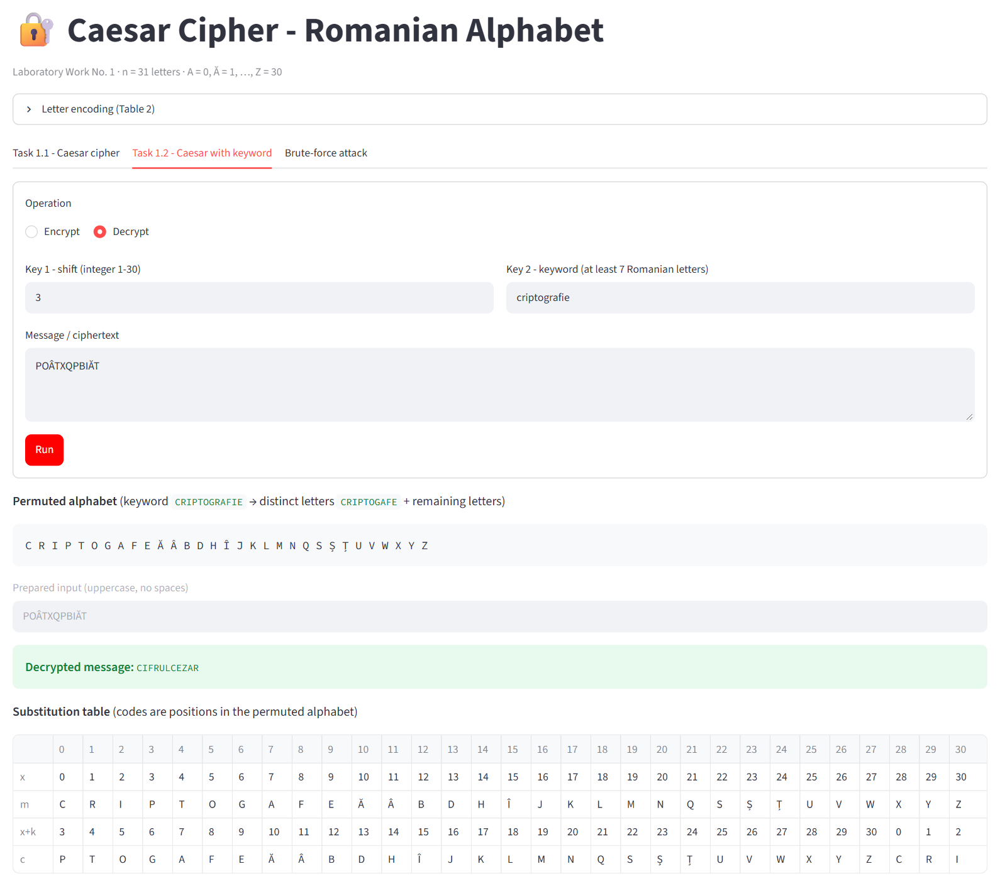 Caesar Cipher - Romanian Alphabet
Laboratory Work No. 1 · n = 31 letters · A = 0, Ă = 1, …, Z = 30
Letter encoding (Table 2)
Task 1.1 - Caesar cipher Task 1.2 - Caesar with keyword Brute-force attack
Operation
Encrypt Decrypt
Key 1 - shift (integer 1-30) Key 2 - keyword (at least 7 Romanian letters)
3 criptografie
Message / ciphertext
POÂTXQPBIĂT
Run
Permuted alphabet (keyword CRIPTOGRAFIE → distinct letters CRIPTOGAFE + remaining letters)
C R I P T O G A F E Ă Â B D H Î J K L M N Q S Ș Ț U V W X Y Z
Prepared input (uppercase, no spaces)
POÂTXQPBIĂT
Decrypted message: CIFRULCEZAR
Substitution table (codes are positions in the permuted alphabet)
0 1 2 3 4 5 6 7 8 9 10 11 12 13 14 15 16 17 18 19 20 21 22 23 24 25 26 27 28 29 30
x 0 1 2 3 4 5 6 7 8 9 10 11 12 13 14 15 16 17 18 19 20 21 22 23 24 25 26 27 28 29 30
m C R I P T O G A F E Ă Â B D H Î J K L M N Q S Ș Ț U V W X Y Z
x+k 3 4 5 6 7 8 9 10 11 12 13 14 15 16 17 18 19 20 21 22 23 24 25 26 27 28 29 30 0 1 2
c P T O G A F E Ă Â B D H Î J K L M N Q S Ș Ț U V W X Y Z C R I